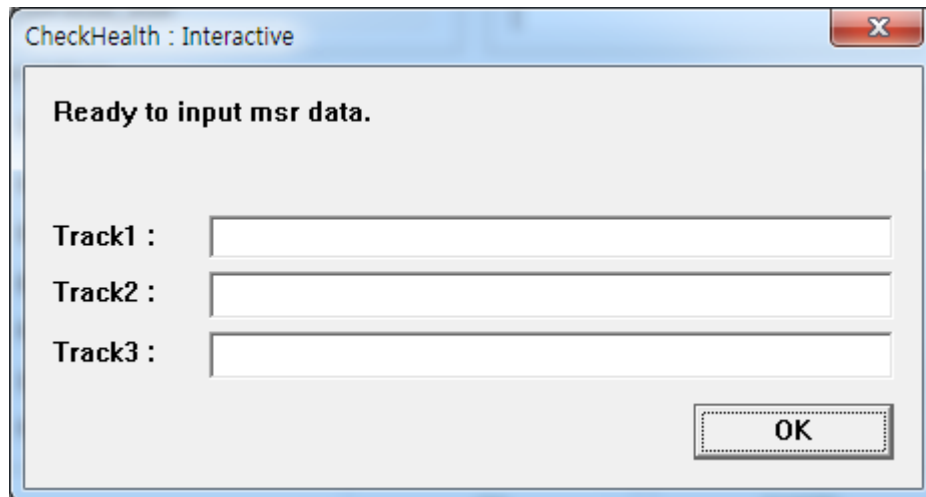 CheckHealth : Interactive
Ready to input msr data.
Track1 :
Track2 :
Track3 :
OK